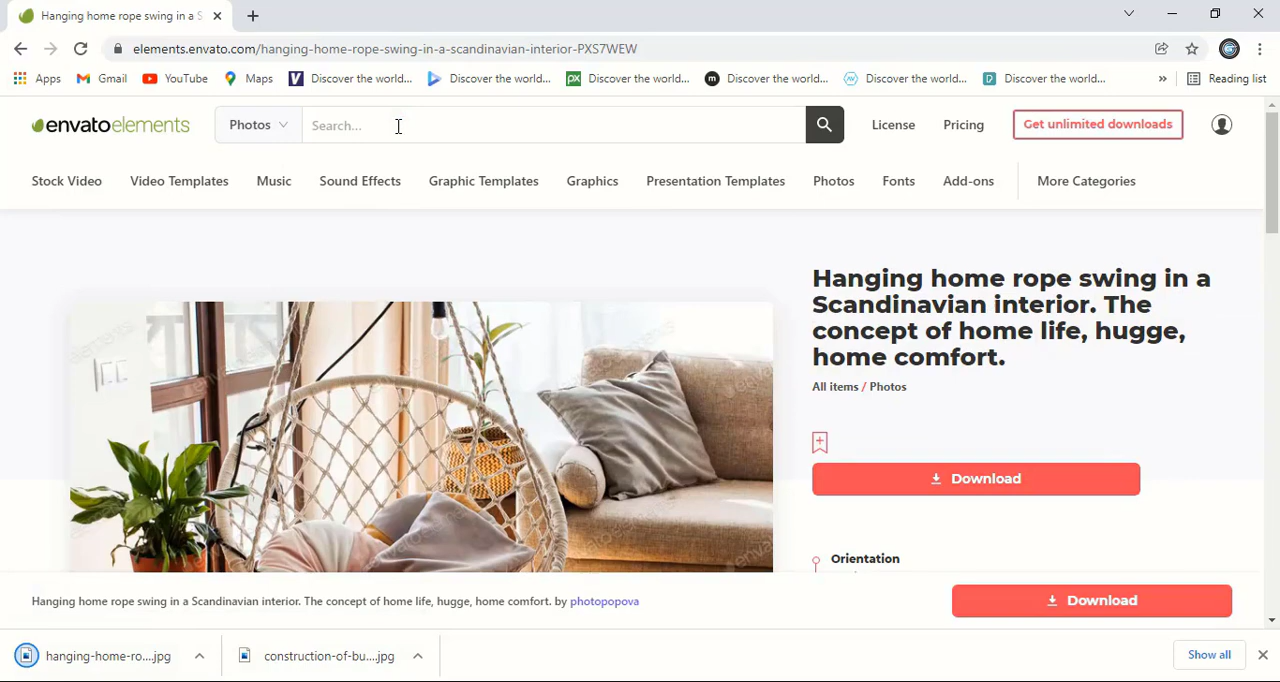 Hanging home rope swing in a S
elements.envato.com/hanging-home-rope-swing-in-a-scandinavian-interior-PXS7WEW
Apps Gmail YouTube Maps Discover the world... Discover the world... Discover the world... Discover the world... Discover the world... Discover the world... » Reading list
envatoelements Photos Search... License Pricing Get unlimited downloads
Stock Video Video Templates Music Sound Effects Graphic Templates Graphics Presentation Templates Photos Fonts Add-ons More Categories
Hanging home rope swing in a
Scandinavian interior. The
concept of home life, hugge,
home comfort.
All items / Photos
Download
Orientation
Hanging home rope swing in a Scandinavian interior. The concept of home life, hugge, home comfort. by photopopova
Download
hanging-home-ro....jpg construction-of-bu....jpg Show all